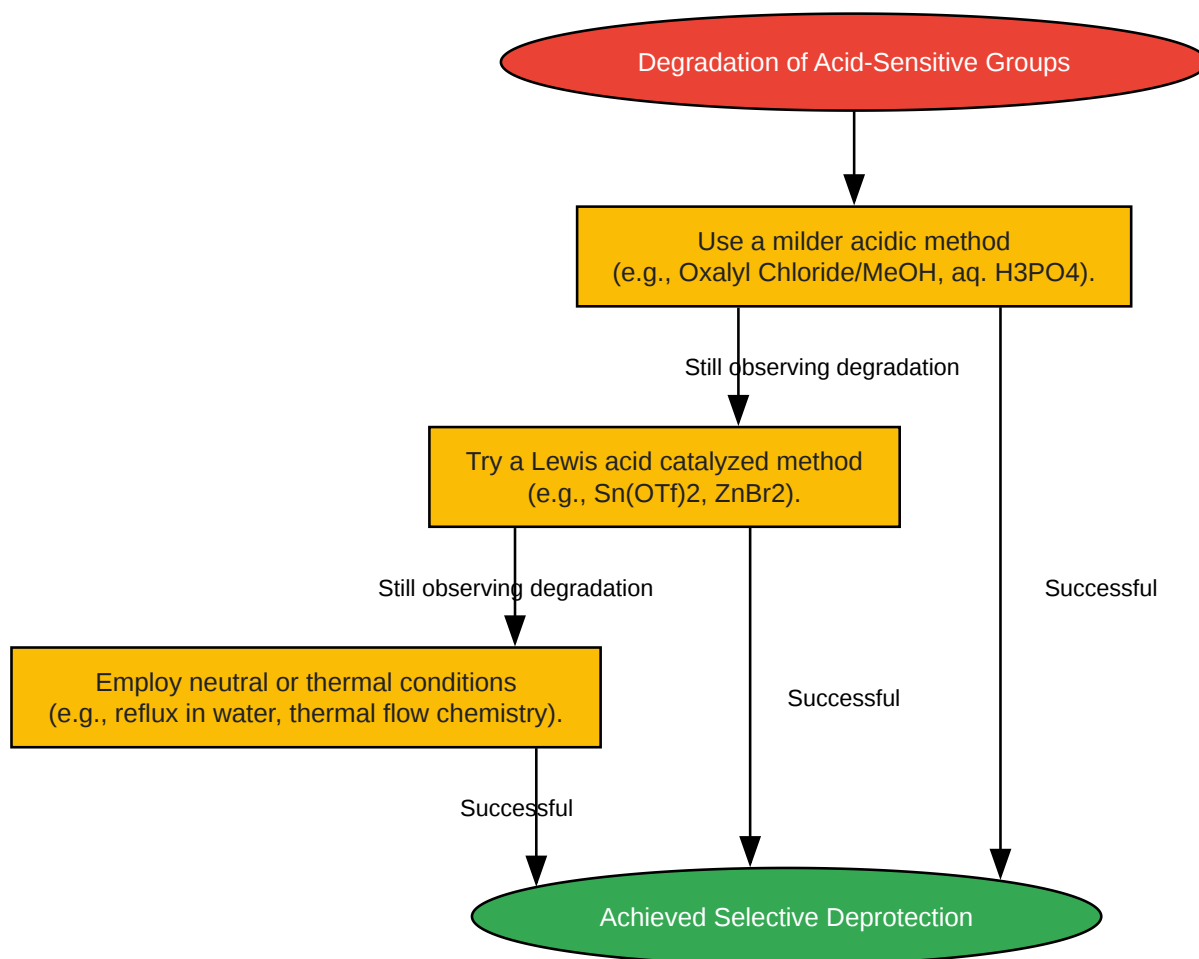 Degradation of Acid-Sensitive Groups
Use a milder acidic method
(e.g., Oxalyl Chloride/MeOH, aq. H3PO4).
Still observing degradation
Try a Lewis acid catalyzed method
(e.g., Sn(OTf)2, ZnBr2).
Still observing degradation
Successful
Employ neutral or thermal conditions
(e.g., reflux in water, thermal flow chemistry).
Successful
Successful
Achieved Selective Deprotection